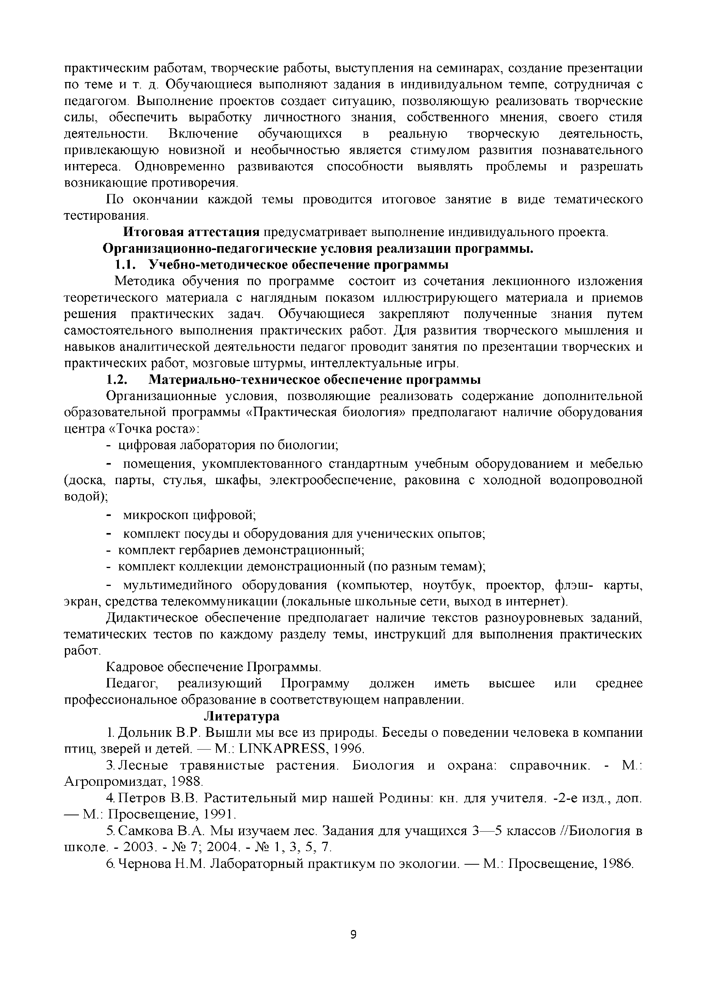 практическим работам, творческие работы, выступления на семинарах, создание презентации
по теме и т. д. Обучающиеся выполняют задания в индивидуальном темпе, сотрудничая с
педагогом. Выполнение проектов создает ситуацию, позволяющую реализовать творческие
силы, обеспечить выработку личностного знания, собственного мнения, своего стиля
деятельности. Включение обучающихся в реальную творческую деятельность,
привлекающую новизной и необычностью является стимулом развития познавательного
интереса. Одновременно развиваются способности выявлять проблемы и разрешать
возникающие противоречия.
По окончании каждой темы проводится итоговое занятие в виде тематического
тестирования.
Итоговая аттестация предусматривает выполнение индивидуального проекта.
Организационно-педагогические условия реализации программы.
1.1. Учебно-методическое обеспечение программы
Методика обучения по программе состоит из сочетания лекционного изложения
теоретического материала с наглядным показом иллюстрирующего материала и приемов
решения практических задач. Обучающиеся закрепляют полученные знания путем
самостоятельного выполнения практических работ. Для развития творческого мышления и
навыков аналитической деятельности педагог проводит занятия по презентации творческих и
практических работ, мозговые штурмы, интеллектуальные игры.
1.2. Материально-техническое обеспечение программы
Организационные условия, позволяющие реализовать содержание дополнительной
образовательной программы «Практическая биология» предполагают наличие оборудования
центра «Точка роста»:
- цифровая лаборатория по биологии;
- помещения, укомплектованного стандартным учебным оборудованием и мебелью
(доска, парты, стулья, шкафы, электрообеспечение, раковина с холодной водопроводной
водой);
- микроскоп цифровой;
- комплект посуды и оборудования для ученических опытов;
- комплект гербариев демонстрационный;
- комплект коллекции демонстрационный (по разным темам);
- мультимедийного оборудования (компьютер, ноутбук, проектор, флэш- карты,
экран, средства телекоммуникации (локальные школьные сети, выход в интернет).
Дидактическое обеспечение предполагает наличие текстов разноуровневых заданий,
тематических тестов по каждому разделу темы, инструкций для выполнения практических
работ.
Кадровое обеспечение Программы.
Педагог, реализующий Программу должен иметь высшее или среднее
профессиональное образование в соответствующем направлении.
Литература
1. Дольник В.Р. Вышли мы все из природы. Беседы о поведении человека в компании
птиц, зверей и детей. — М.: LINKAPRESS, 1996.
3. Лесные травянистые растения. Биология и охрана: справочник. - М.:
Агропромиздат, 1988.
4. Петров В.В. Растительный мир нашей Родины: кн. для учителя. -2-е изд., доп.
— М.: Просвещение, 1991.
5. Самкова В.А. Мы изучаем лес. Задания для учащихся 3—5 классов //Биология в
школе. - 2003. - № 7; 2004. - № 1, 3, 5, 7.
6. Чернова Н.М. Лабораторный практикум по экологии. — М.: Просвещение, 1986.
9